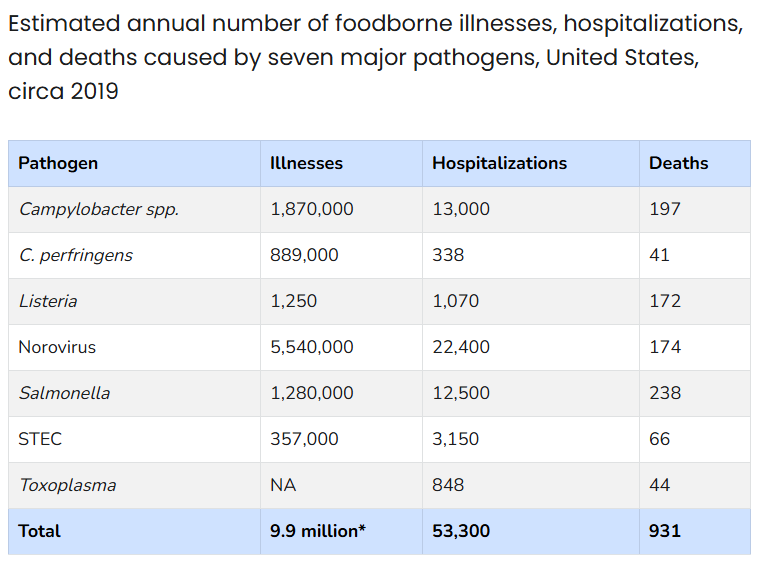 Estimated annual number of foodborne illnesses, hospitalizations,
and deaths caused by seven major pathogens, United States,
circa 2019
Pathogen Illnesses Hospitalizations Deaths
Campylobacter spp. 1,870,000 13,000 197
C. perfringens 889,000 338 41
Listeria 1,250 1,070 172
Norovirus 5,540,000 22,400 174
Salmonella 1,280,000 12,500 238
STEC 357,000 3,150 66
Toxoplasma NA 848 44
Total 9.9 million* 53,300 931